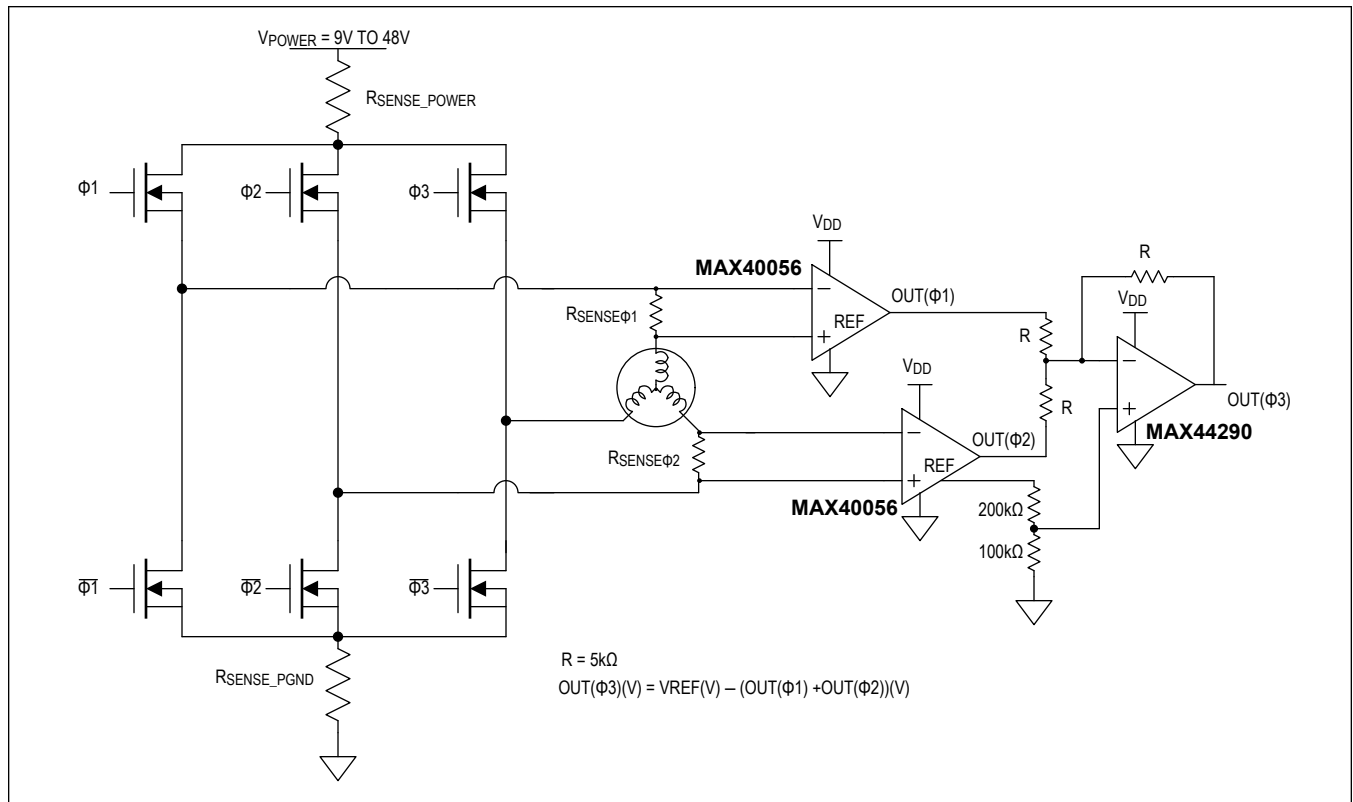 VPOWER = 9V TO 48V
RSENSE_POWER
Φ1
Φ2
Φ3
VDD
MAX40056
R
OUT(Φ1)
VDD
RSENSEΦ1
REF
R
VDD
R
OUT(Φ3)
OUT(Φ2)
MAX44290
RSENSEΦ2
REF
MAX40056
200kΩ
100kΩ
Φ1̅
Φ2̅
Φ3̅
RSENSE_PGND
R = 5kΩ
OUT(Φ3)(V) = VREF(V) – (OUT(Φ1) +OUT(Φ2))(V)